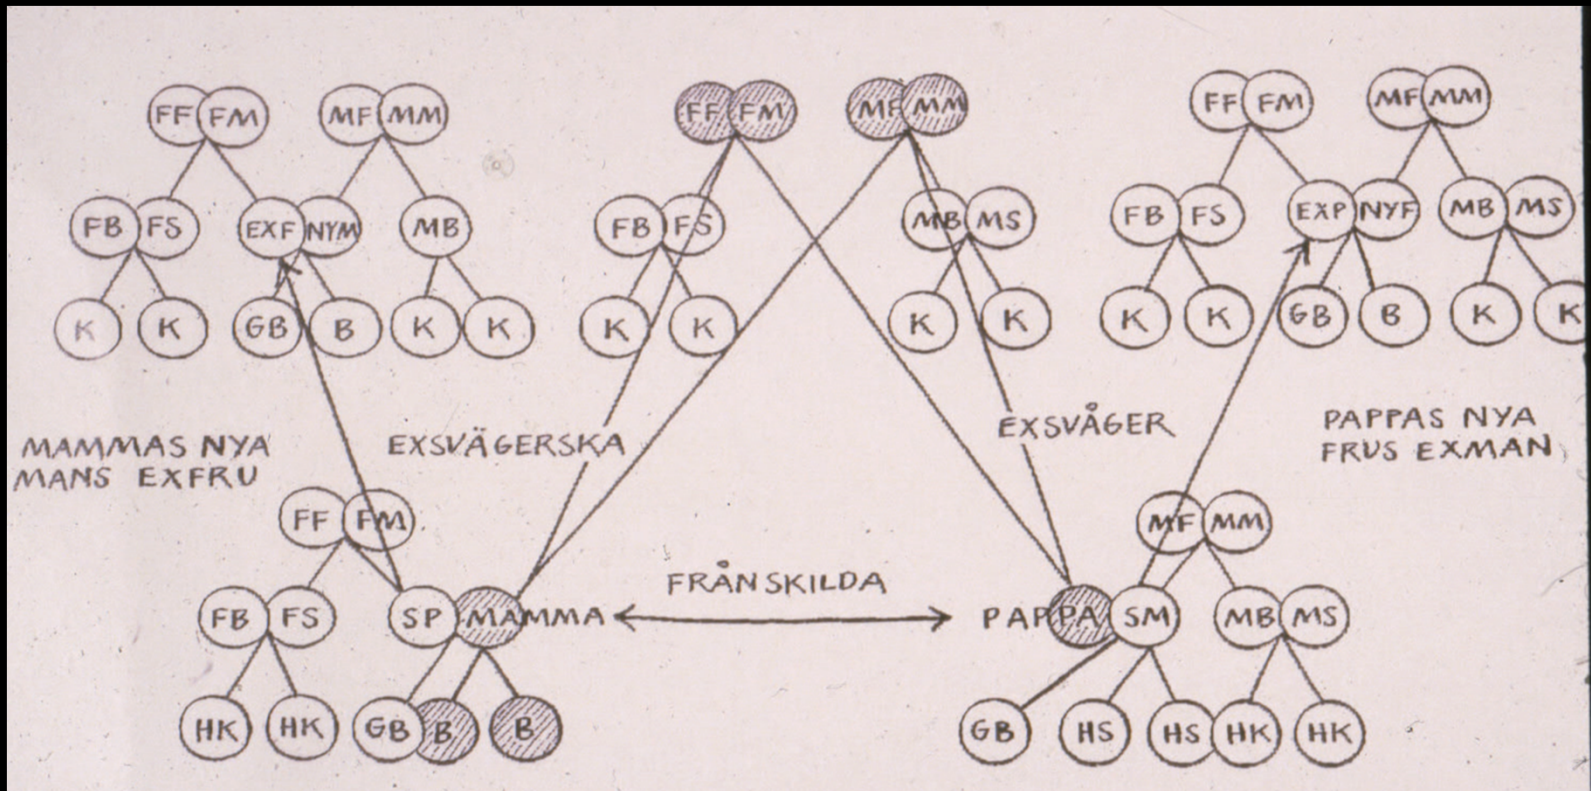 FF FM MF MM FF FM MF MM FF FM MF MM
FB FS EXF NYM MB FB FS MB MS FB FS EXP NYF MB MS
K K GB B K K K K K K K K GB B K K
MAMMAS NYA
MANS EXFRU
EXSVÄGERSKA
EXSVÅGER
PAPPAS NYA
FRUS EXMAN
FF FM MF MM
FRÅNSKILDA
FB FS SP MAMMA PAPPA SM MB MS
HK HK GB B B GB HS HS HK HK